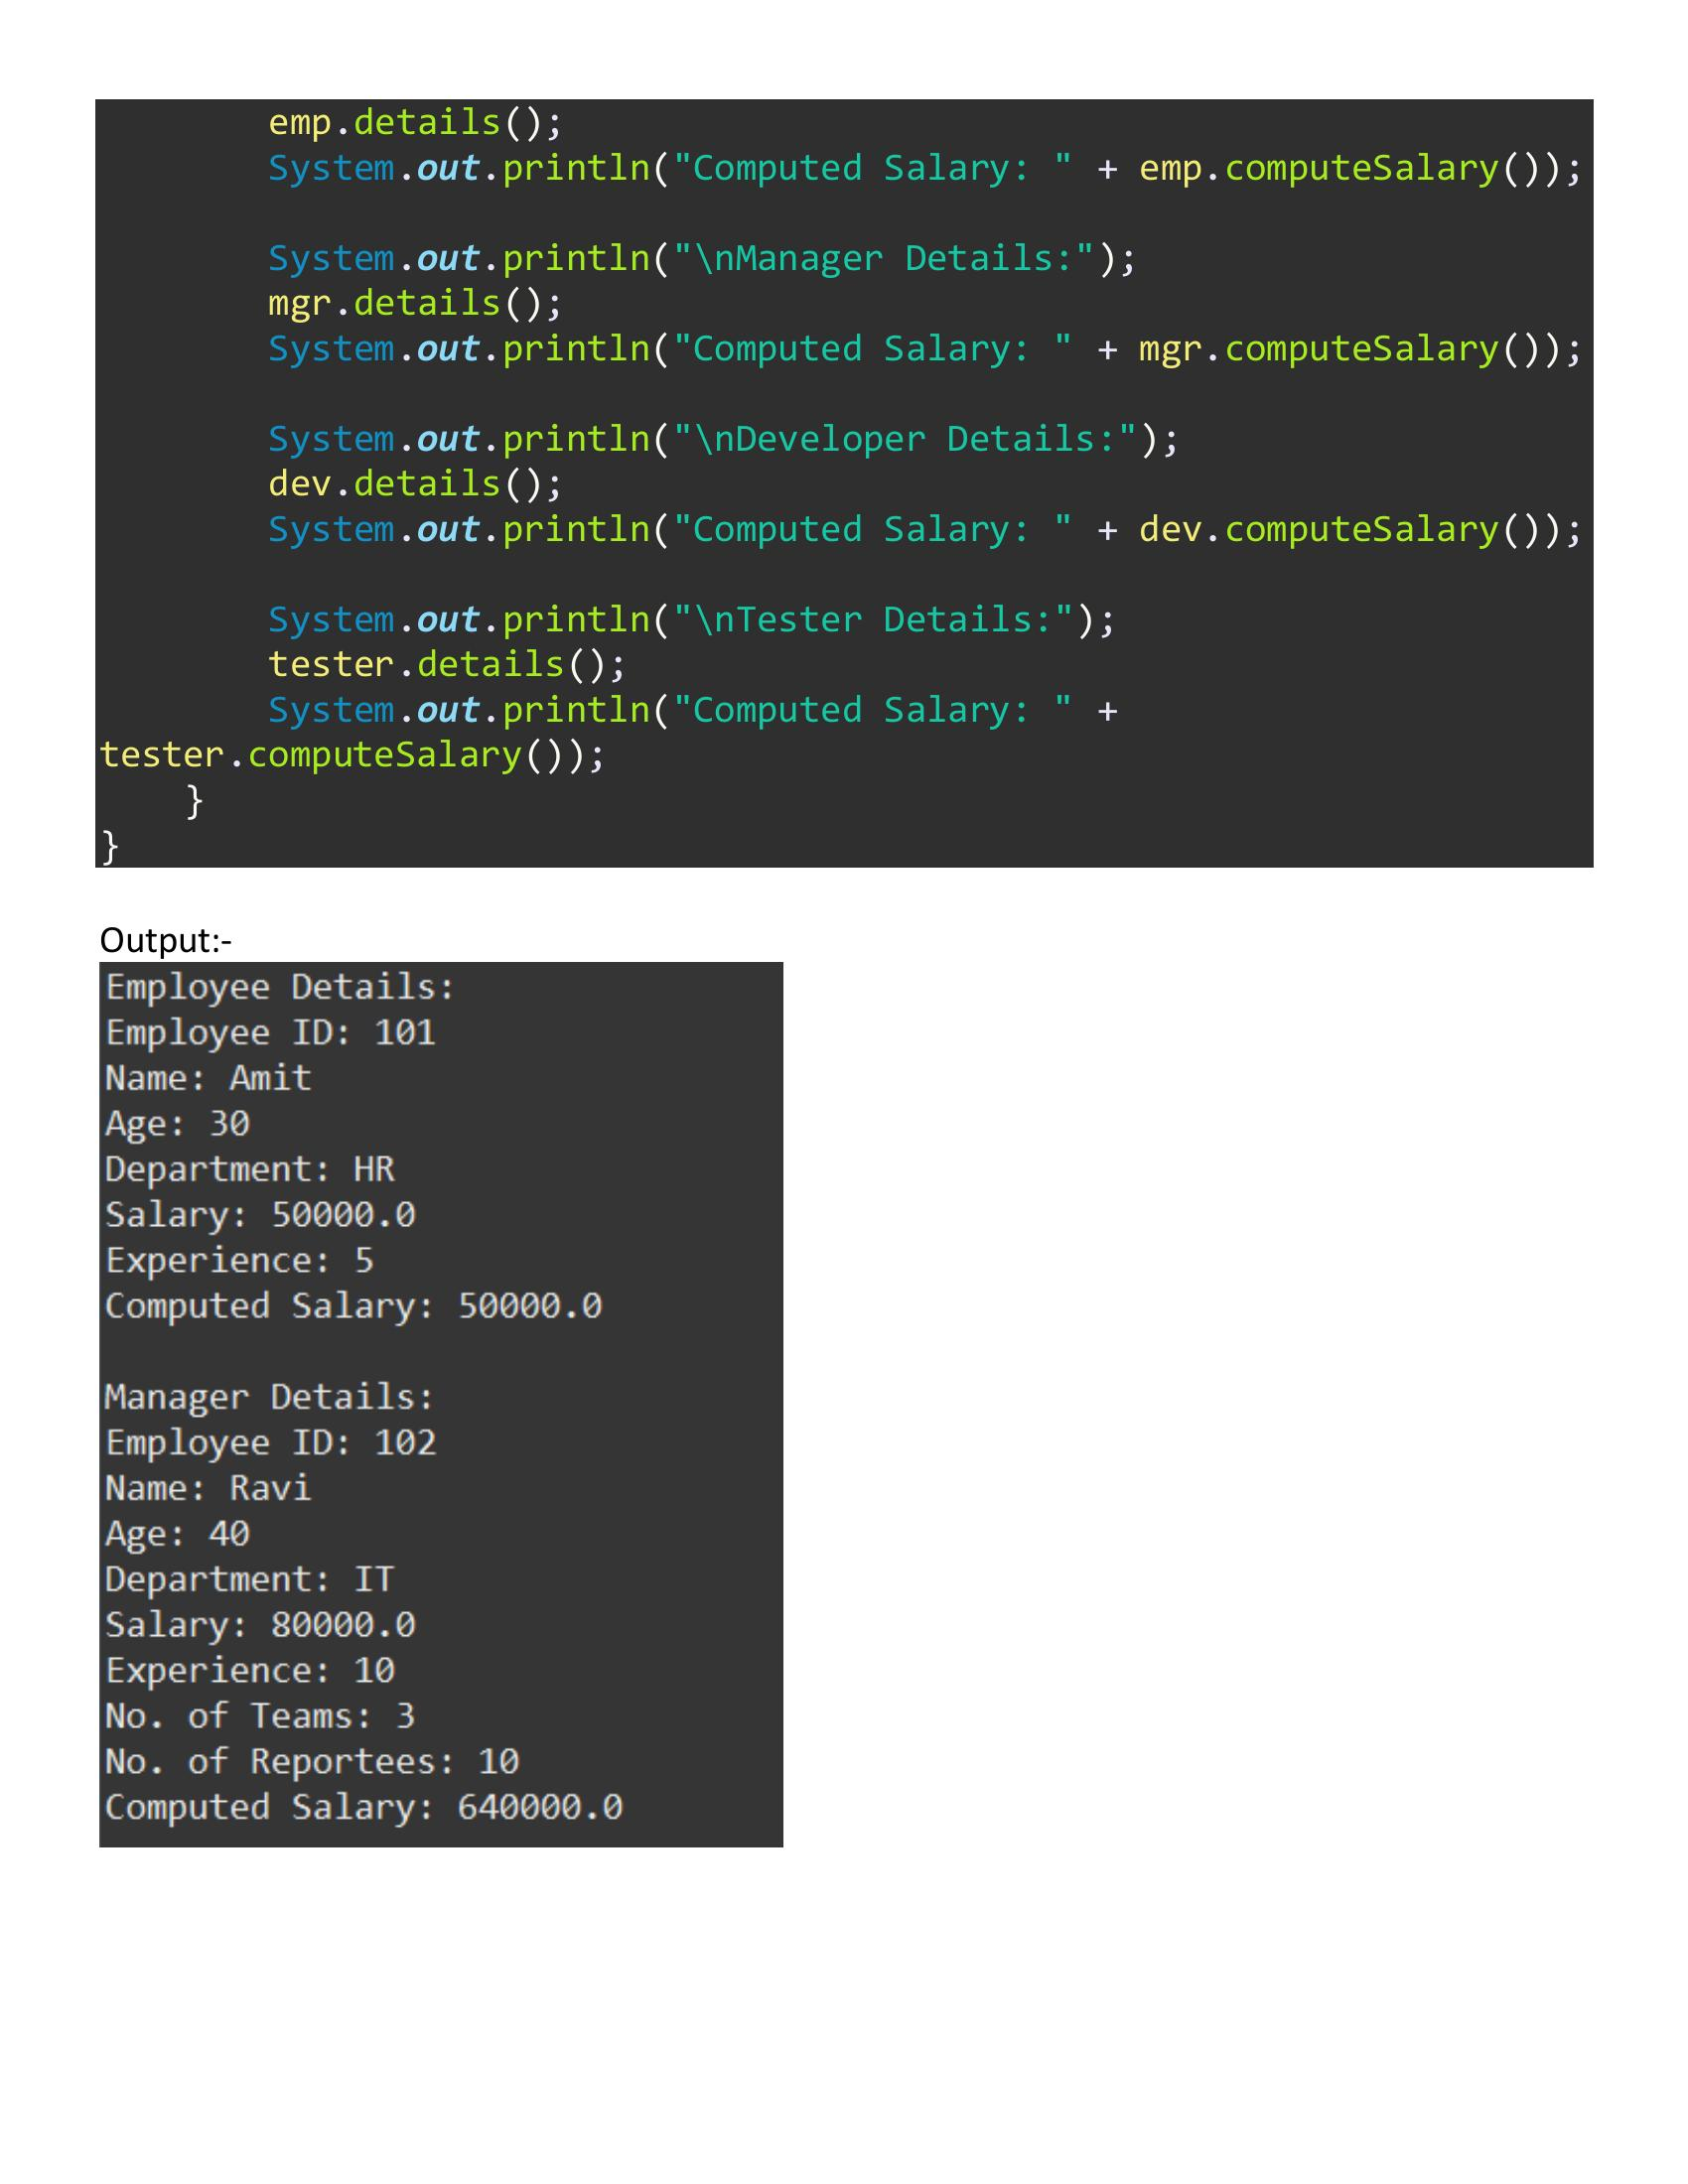 emp.details();
System.out.println("Computed Salary: " + emp.computeSalary());
System.out.println("\nManager Details:");
mgr.details();
System.out.println("Computed Salary: " + mgr.computeSalary());
System.out.println("\nDeveloper Details:");
dev.details();
System.out.println("Computed Salary: " + dev.computeSalary());
System.out.println("\nTester Details:");
tester.details();
System.out.println("Computed Salary: " +
tester.computeSalary());
}
}
Output:-
Employee Details:
Employee ID: 101
Name: Amit
Age: 30
Department: HR
Salary: 50000.0
Experience: 5
Computed Salary: 50000.0
Manager Details:
Employee ID: 102
Name: Ravi
Age: 40
Department: IT
Salary: 80000.0
Experience: 10
No. of Teams: 3
No. of Reportees: 10
Computed Salary: 640000.0